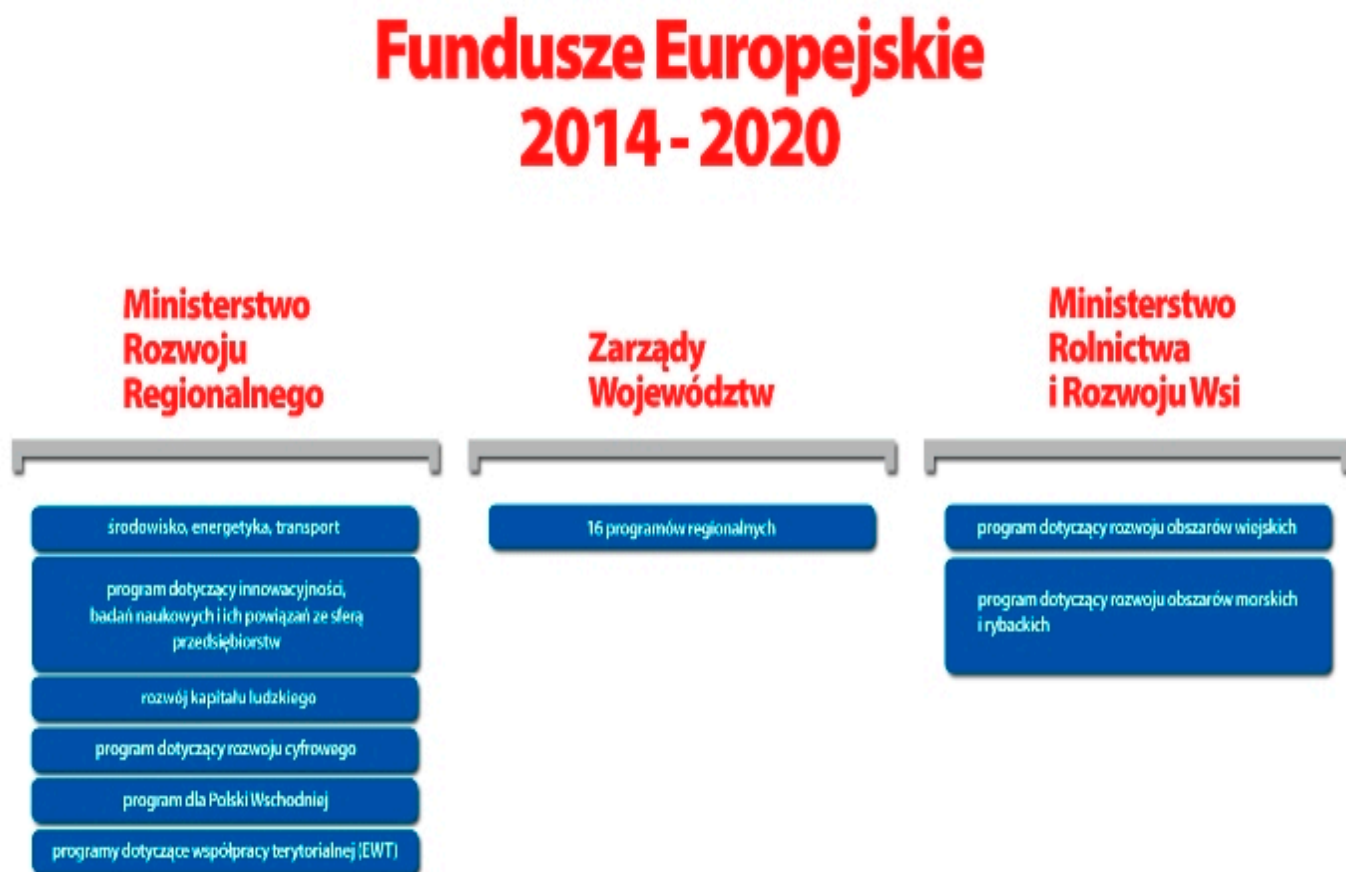 Fundusze Europejskie
2014 - 2020
Ministerstwo
Rozwoju
Regionalnego
środowisko, energetyka, transport
program dotyczący innowacyjności,
badań naukowych i ich powiązań ze sferą
przedsiębiorstw
rozwój kapitału ludzkiego
program dotyczący rozwoju cyfrowego
program dla Polski Wschodniej
programy dotyczące współpracy terytorialnej (EWT)
Zarządy
Województw
16 programów regionalnych
Ministerstwo
Rolnictwa
i Rozwoju Wsi
program dotyczący rozwoju obszarów wiejskich
program dotyczący rozwoju obszarów morskich
i rybackich